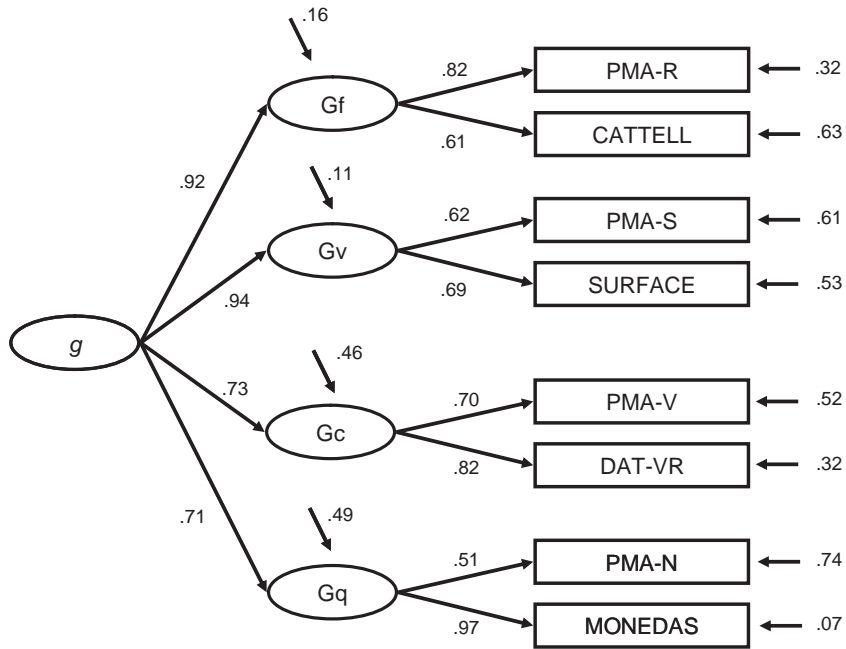 .16
.82
PMA-R
.32
Gf
.61
CATTELL
.63
.92
.11
.62
PMA-S
.61
Gv
.69
SURFACE
.53
.94
g
.46
.73
.70
PMA-V
.52
Gc
.82
DAT-VR
.32
.71
.49
.51
PMA-N
.74
Gq
.97
MONEDAS
.07